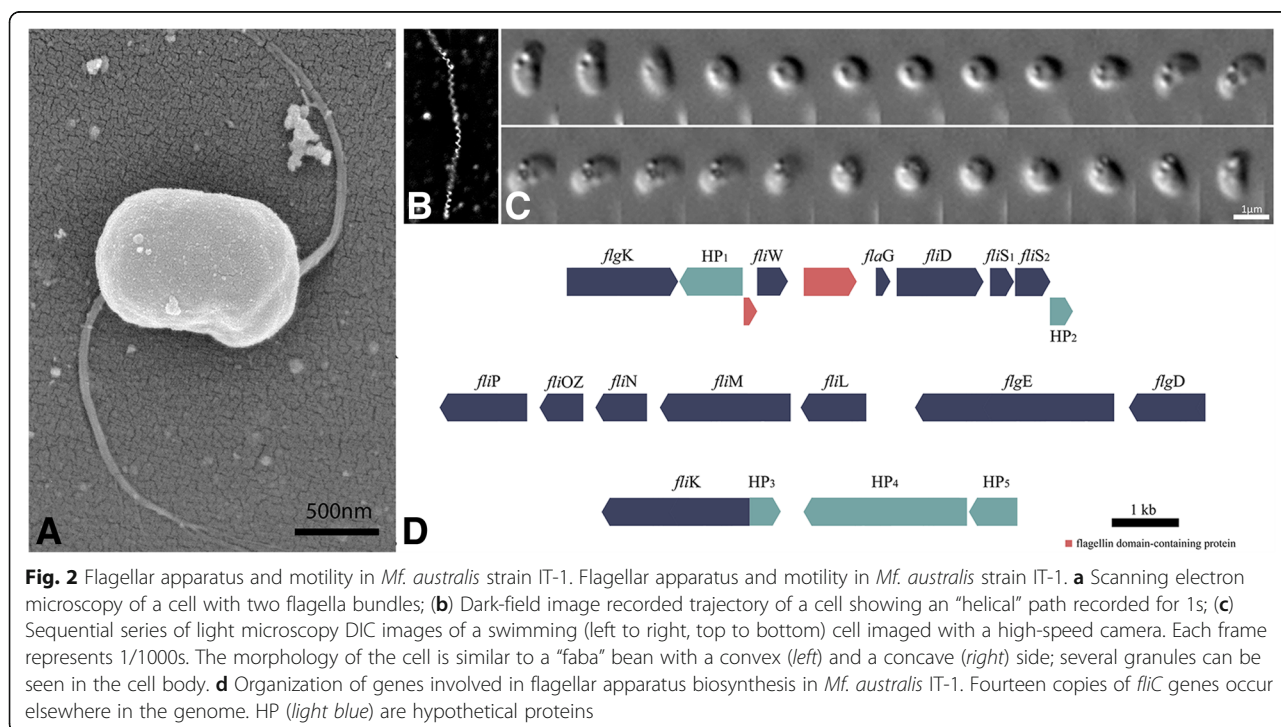 A
500nm
B
C
1μm
flgK
HP1
fliW
flaG
fliD
fliS1
fliS2
HP2
fliP
fliOZ
fliN
fliM
fliL
flgE
flgD
fliK
HP3
HP4
HP5
D
1 kb
flagellin domain-containing protein
Fig. 2 Flagellar apparatus and motility in Mf. australis strain IT-1. Flagellar apparatus and motility in Mf. australis strain IT-1. a Scanning electron
microscopy of a cell with two flagella bundles; (b) Dark-field image recorded trajectory of a cell showing an “helical” path recorded for 1s; (c)
Sequential series of light microscopy DIC images of a swimming (left to right, top to bottom) cell imaged with a high-speed camera. Each frame
represents 1/1000s. The morphology of the cell is similar to a “faba” bean with a convex (left) and a concave (right) side; several granules can be
seen in the cell body. d Organization of genes involved in flagellar apparatus biosynthesis in Mf. australis IT-1. Fourteen copies of fliC genes occur
elsewhere in the genome. HP (light blue) are hypothetical proteins